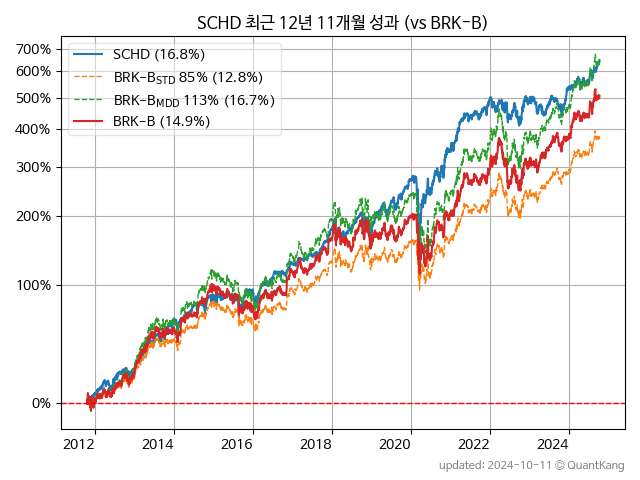 SCHD 최근 12년 11개월 성과 (vs BRK-B)
700%
600%
500%
400%
300%
200%
100%
0%
SCHD (16.8%)
BRK-BSTD 85% (12.8%)
BRK-BMDD 113% (16.7%)
BRK-B (14.9%)
2012 2014 2016 2018 2020 2022 2024
updated: 2024-10-11 © QuantKang